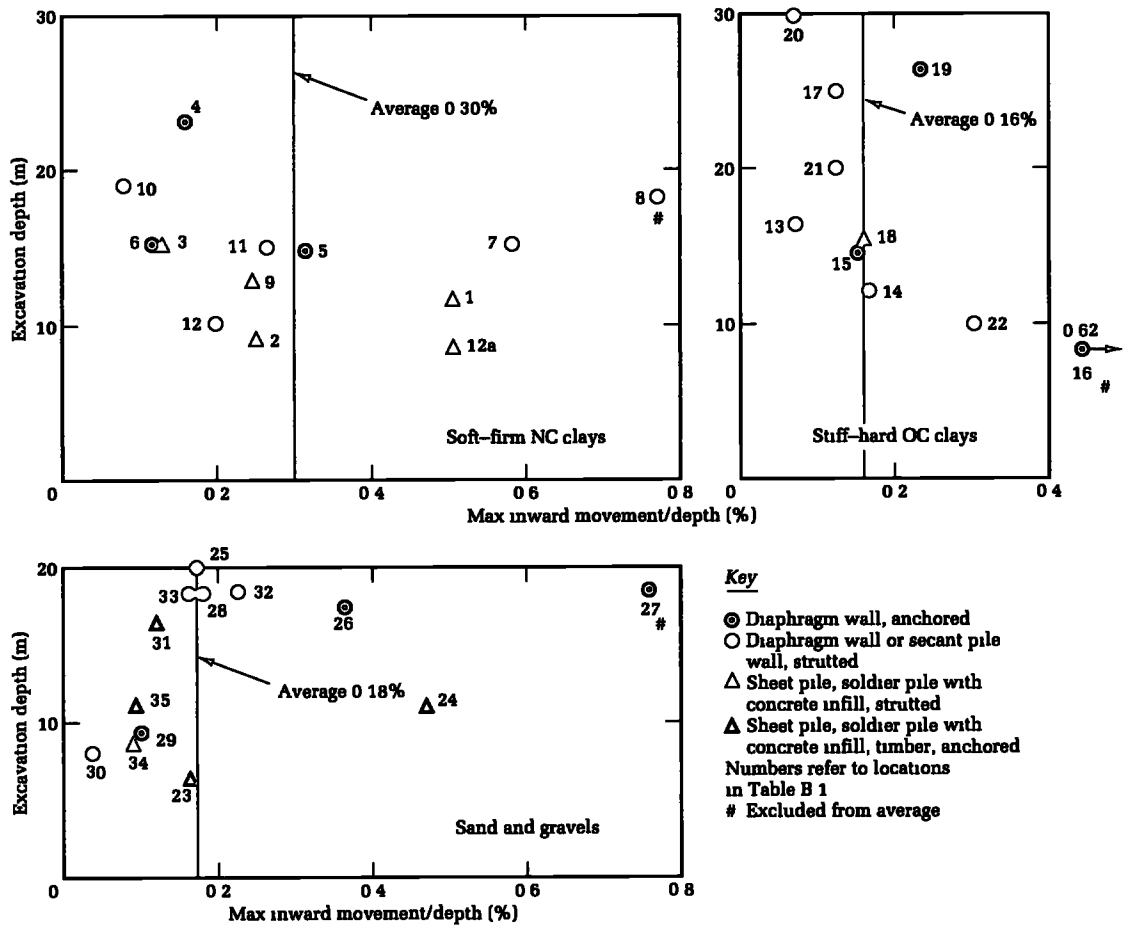 30
4
Average 0 30%
20
10
6
3
11
5
8
#
7
9
1
12
2
12a
10
Soft–firm NC clays
0
0 2
0 4
0 6
0 8
Excavation depth (m)
30
20
19
17
Average 0 16%
20
21
13
18
15
14
10
22
0 62
16
#
Stiff–hard OC clays
0
0 2
0 4
Max inward movement/depth (%)
20
25
33
28
32
31
26
27
#
Average 0 18%
35
24
10
29
30
34
23
Sand and gravels
0
0 2
0 4
0 6
0 8
Excavation depth (m)
Max inward movement/depth (%)
Key
Diaphragm wall, anchored
Diaphragm wall or secant pile
wall, strutted
Sheet pile, soldier pile with
concrete infill, strutted
Sheet pile, soldier pile with
concrete infill, timber, anchored
Numbers refer to locations
in Table B 1
# Excluded from average